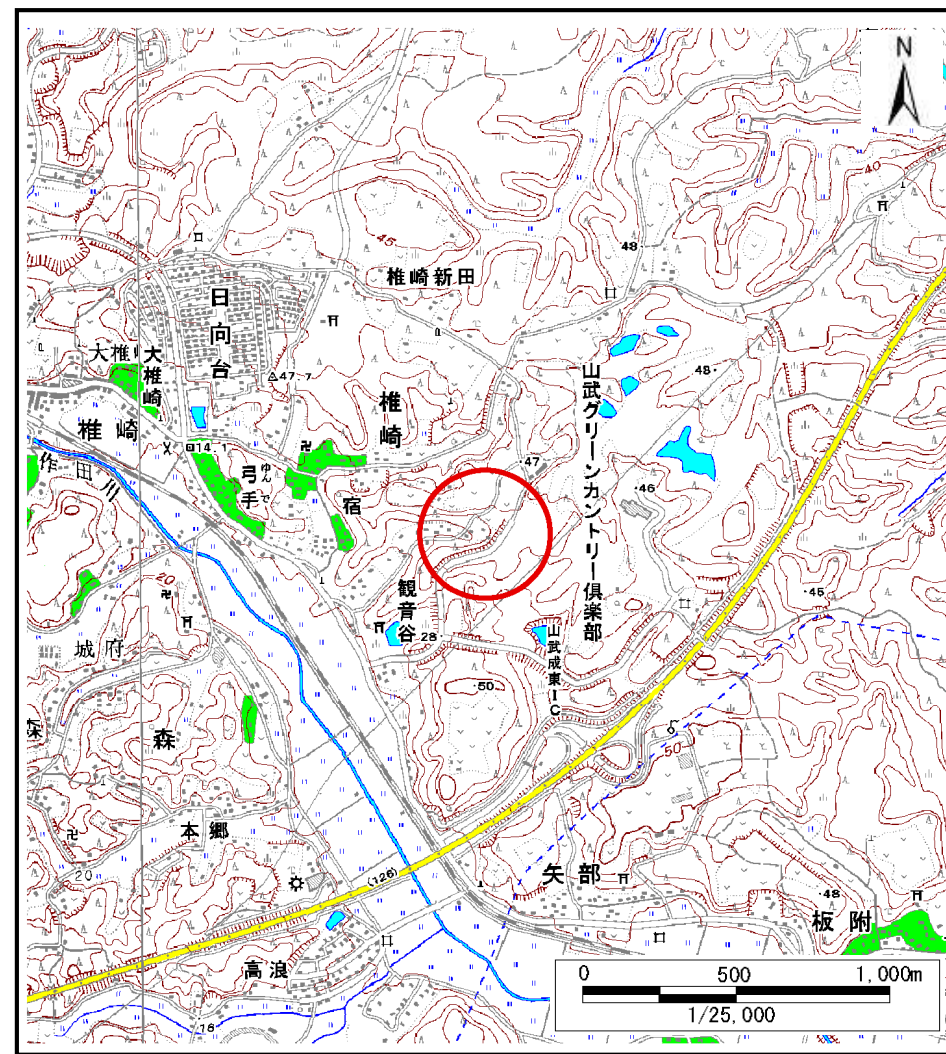 N
40
45
48
椎崎新田
日向台
大椎
大椎崎
47.7
48
山武グリーンカントリー倶楽部
椎崎
椎崎
14.1
弓手
ゆんで
宿
47
46
作田川
20
観音谷
28
45
城府
山武成東IC
50
50
森
本郷
20
(126)
矢部
48
板附
高浪
16
0 500 1,000m
1/25,000